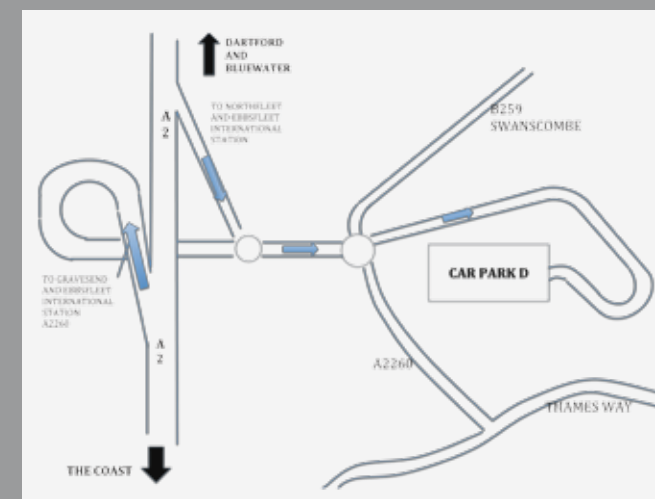 DARTFORD
AND
BLUEWATER
A
2
TO NORTHFLEET
AND EBBSFLEET
INTERNATIONAL
STATION
B259
SWANSCOMBE
CAR PARK D
TO GRAVESEND
AND EBBSFLEET
INTERNATIONAL
STATION
A2260
A
2
A2260
THAMES WAY
THE COAST